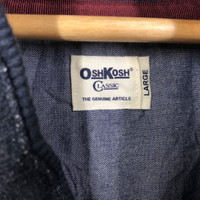 OSHKOSH®
CLASSIC
THE GENUINE ARTICLE
LARGE